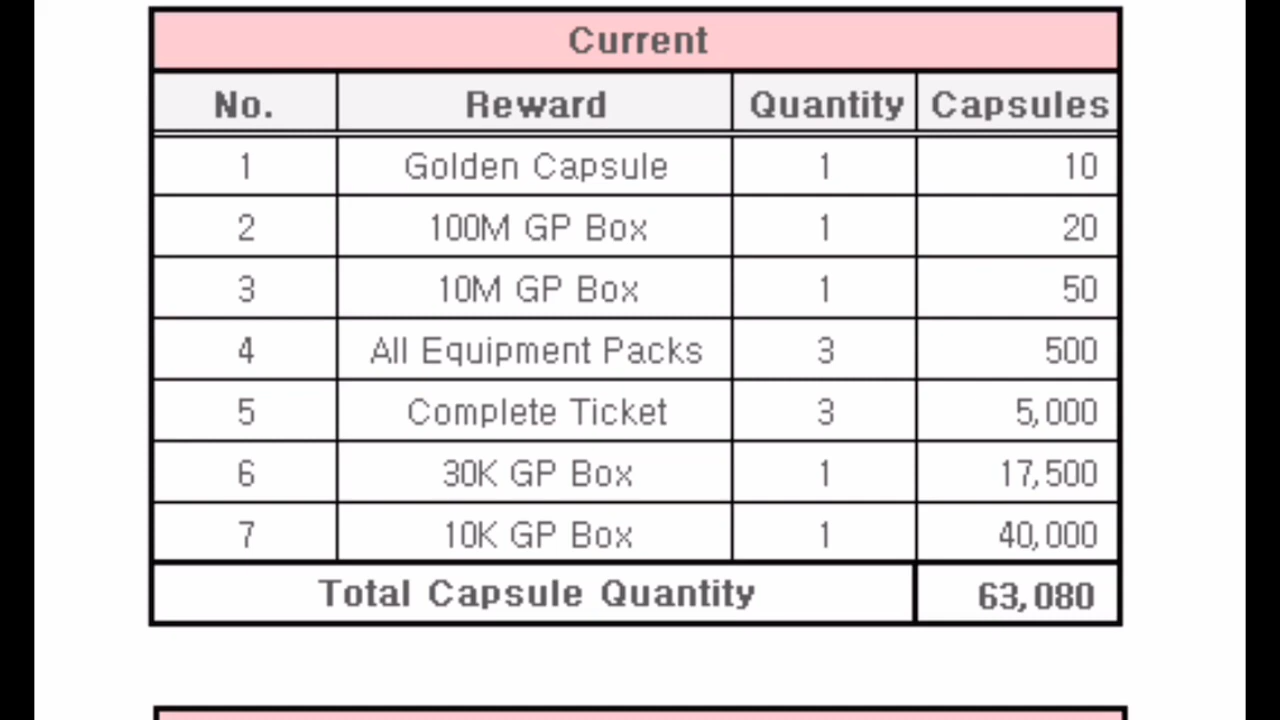 Current
No. Reward Quantity Capsules
1 Golden Capsule 1 10
2 100M GP Box 1 20
3 10M GP Box 1 50
4 All Equipment Packs 3 500
5 Complete Ticket 3 5,000
6 30K GP Box 1 17,500
7 10K GP Box 1 40,000
Total Capsule Quantity 63,080